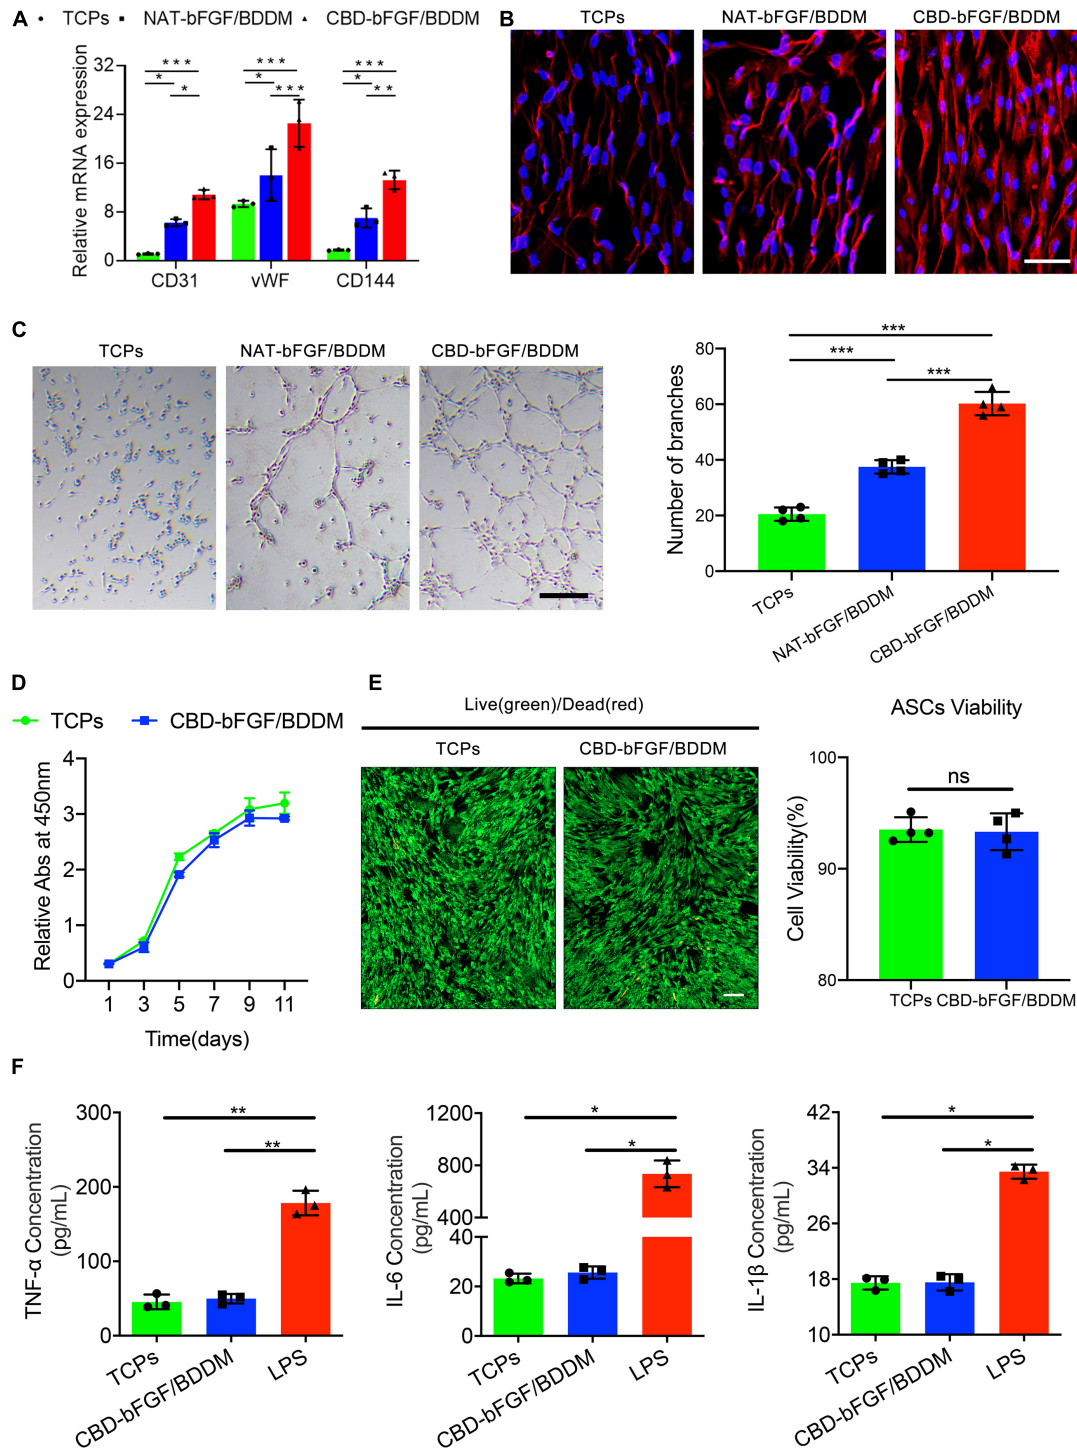 A
TCPs NAT-bFGF/BDDM CBD-bFGF/BDDM
Relative mRNA expression
32
24
16
8
0
***
*
*
***
*
***
***
*
**
CD31 vWF CD144
B
TCPs NAT-bFGF/BDDM CBD-bFGF/BDDM
C
TCPs NAT-bFGF/BDDM CBD-bFGF/BDDM
Number of branches
80
60
40
20
0
***
***
***
TCPs
NAT-bFGF/BDDM
CBD-bFGF/BDDM
D
TCPs CBD-bFGF/BDDM
Relative Abs at 450nm
4
3
2
1
0
1 3 5 7 9 11
Time(days)
E
Live(green)/Dead(red)
TCPs CBD-bFGF/BDDM
ASCs Viability
Cell Viability(%)
100
90
80
ns
TCPs CBD-bFGF/BDDM
F
TNF-α Concentration
(pg/mL)
300
200
100
0
**
**
TCPs
CBD-bFGF/BDDM
LPS
IL-6 Concentration
(pg/mL)
1200
800
400
40
20
0
*
*
TCPs
CBD-bFGF/BDDM
LPS
IL-1β Concentration
(pg/mL)
42
34
26
18
10
*
*
TCPs
CBD-bFGF/BDDM
LPS